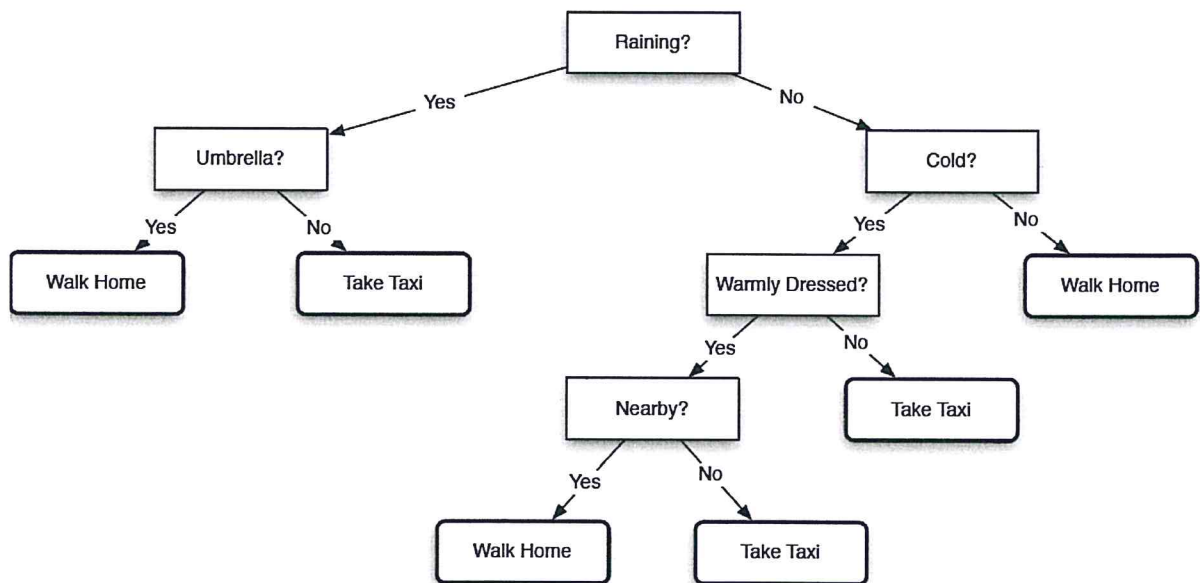 Raining?
Yes
No
Umbrella?
Cold?
Yes
No
Yes
No
Walk Home
Take Taxi
Warmly Dressed?
Walk Home
Yes
No
Nearby?
Take Taxi
Yes
No
Walk Home
Take Taxi